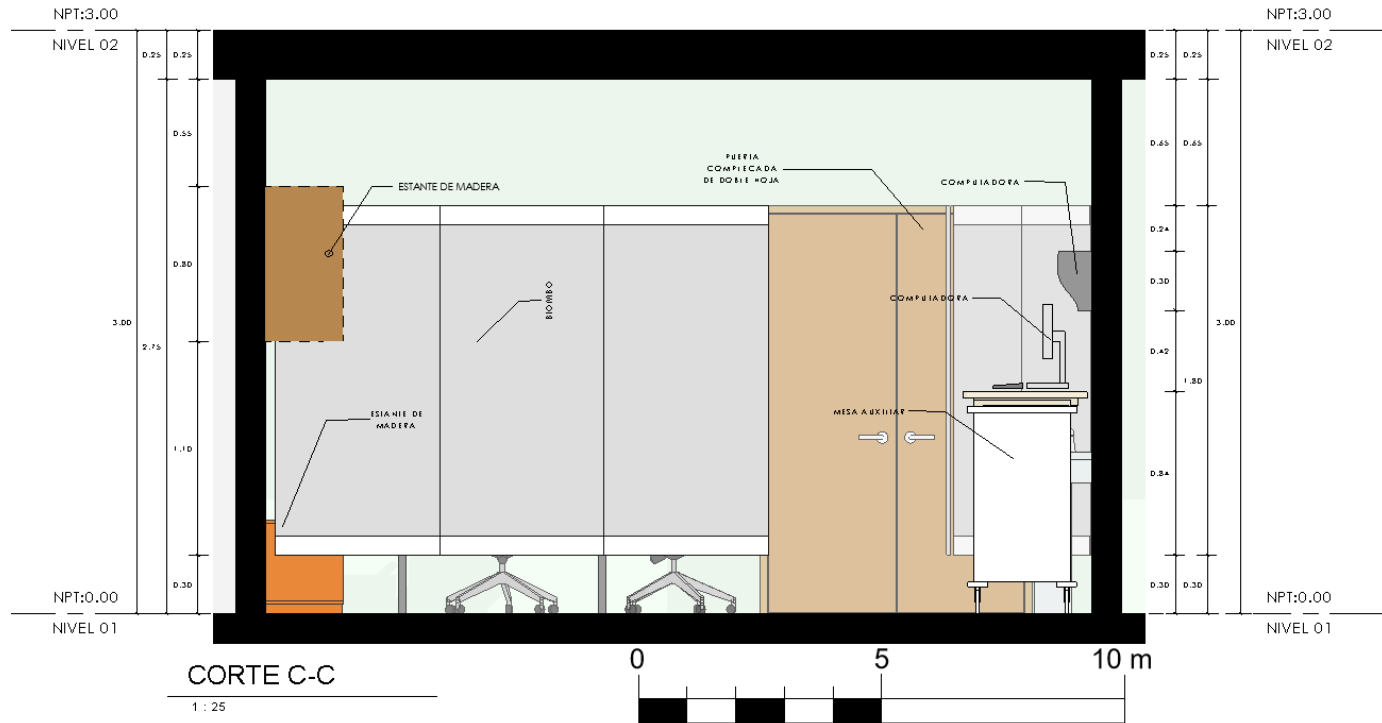 NPT:3.00
NIVEL 02
NPT:3.00
NIVEL 02
0.25
0.25
0.55
0.80
3.00
2.75
1.10
0.30
ESTANTE DE MADERA
PUERTA
COMPLECADA
DE DOBLE HOJA
COMPUTADORA
BIOMBO
COMPUTADORA
ESTANTE DE
MADERA
MESA AUXILIAR
0.25
0.25
0.65
0.65
0.24
0.30
3.00
0.42
1.80
0.84
0.30
0.30
NPT:0.00
NIVEL 01
NPT:0.00
NIVEL 01
CORTE C-C
1 : 25
0
5
10 m